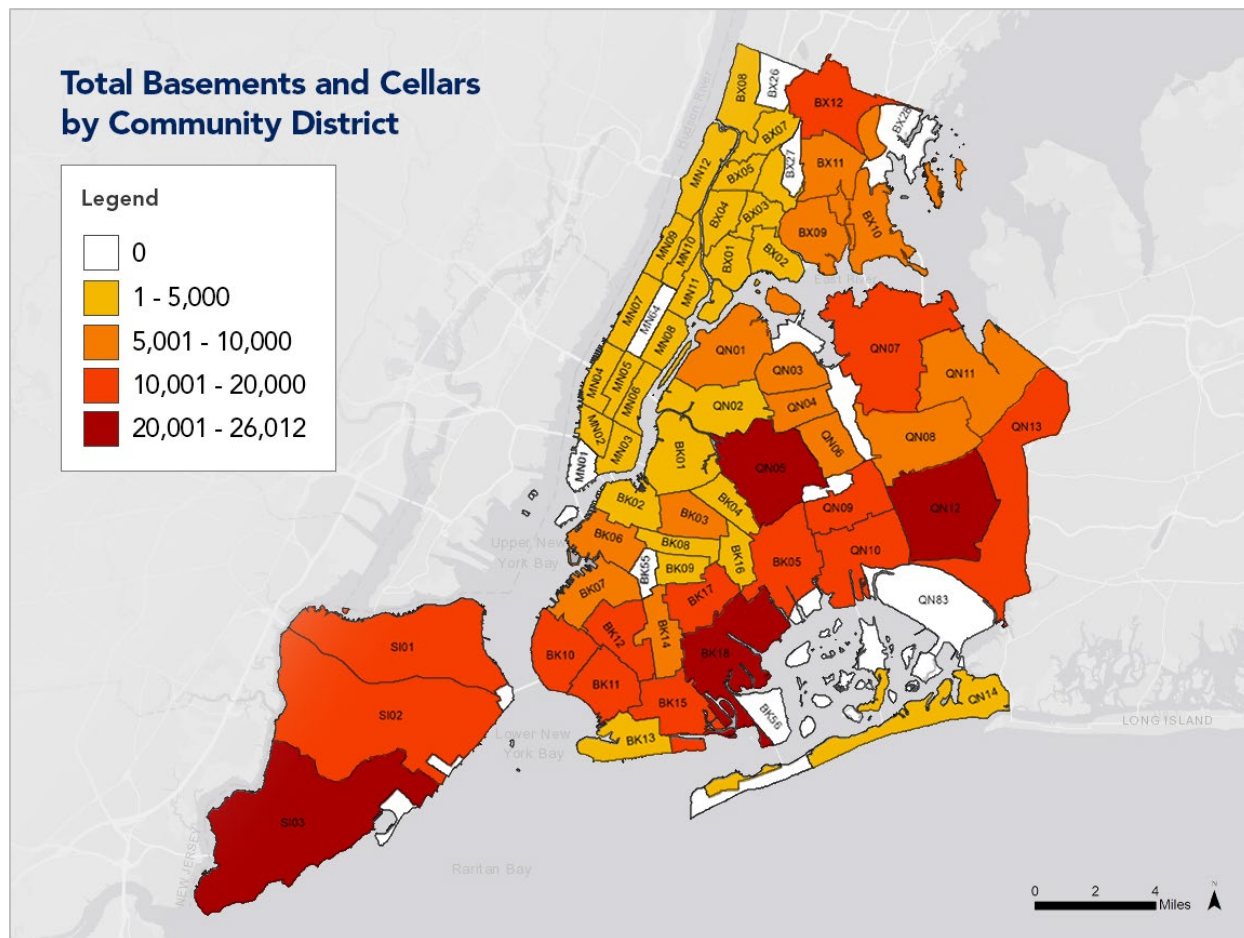 Total Basements and Cellars
by Community District
Legend
0
1 - 5,000
5,001 - 10,000
10,001 - 20,000
20,001 - 26,012
Hudson River
BX08
BX26
BX12
BX28
BX07
BX27
BX11
MN12
BX05
BX04
BX03
BX10
BX09
MN09
MN10
BX01
BX02
MN11
East River
MN07
MN64
MN08
QN01
QN07
QN03
QN11
MN04
MN05
MN06
QN02
QN04
QN13
QN06
QN08
MN02
MN03
MN01
BK01
QN05
BK02
BK04
BK03
QN09
QN12
BK06
BK08
BK16
BK05
QN10
Upper New
York Bay
BK55
BK09
BK07
BK17
QN83
BK12
BK14
SI01
BK10
BK18
BK11
SI02
BK15
BK56
QN14
LONG ISLAND
Lower New
York Bay
BK13
SI03
NEW JERSEY
Raritan Bay
0 2 4
Miles
N